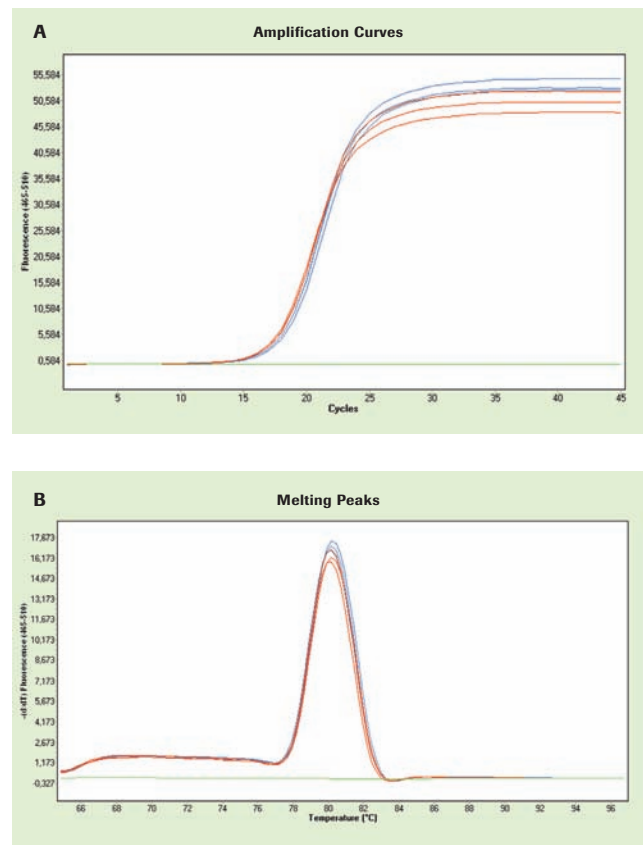 A
Amplification Curves
55,584
50,584
45,584
40,584
35,584
30,584
25,584
20,584
15,584
10,584
5,584
0,584
Fluorescence (465-510)
5 10 15 20 25 30 35 40 45
Cycles
B
Melting Peaks
17,673
16,173
14,673
13,173
11,673
10,173
8,673
7,173
5,673
4,173
2,673
1,173
-0,327
-(d/dT) Fluorescence (465-510)
66 68 70 72 74 76 78 80 82 84 86 88 90 92 94 96
Temperature (°C)